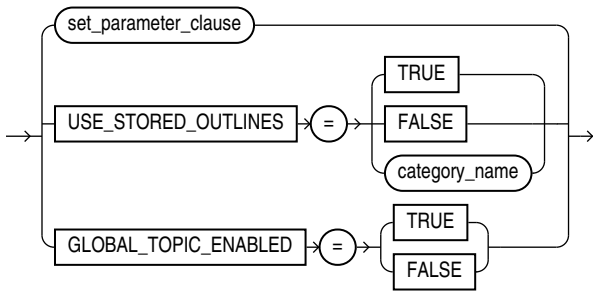 set_parameter_clause
TRUE
USE_STORED_OUTLINES = FALSE
category_name
TRUE
GLOBAL_TOPIC_ENABLED =
FALSE